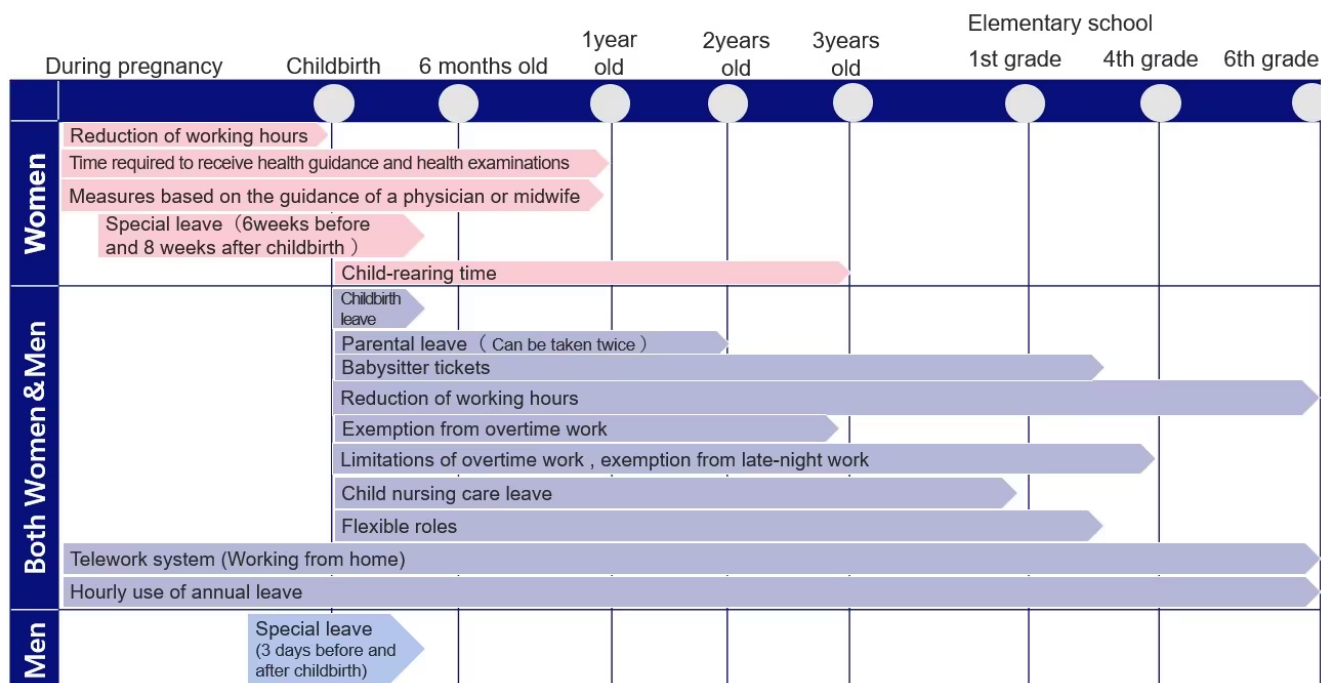 Elementary school
During pregnancy Childbirth 6 months old 1year old 2years old 3years old 1st grade 4th grade 6th grade
Women
Reduction of working hours
Time required to receive health guidance and health examinations
Measures based on the guidance of a physician or midwife
Special leave（6weeks before
and 8 weeks after childbirth ）
Child-rearing time
Both Women & Men
Childbirth
leave
Parental leave（ Can be taken twice ）
Babysitter tickets
Reduction of working hours
Exemption from overtime work
Limitations of overtime work , exemption from late-night work
Child nursing care leave
Flexible roles
Telework system (Working from home)
Hourly use of annual leave
Men
Special leave
(3 days before and
after childbirth)